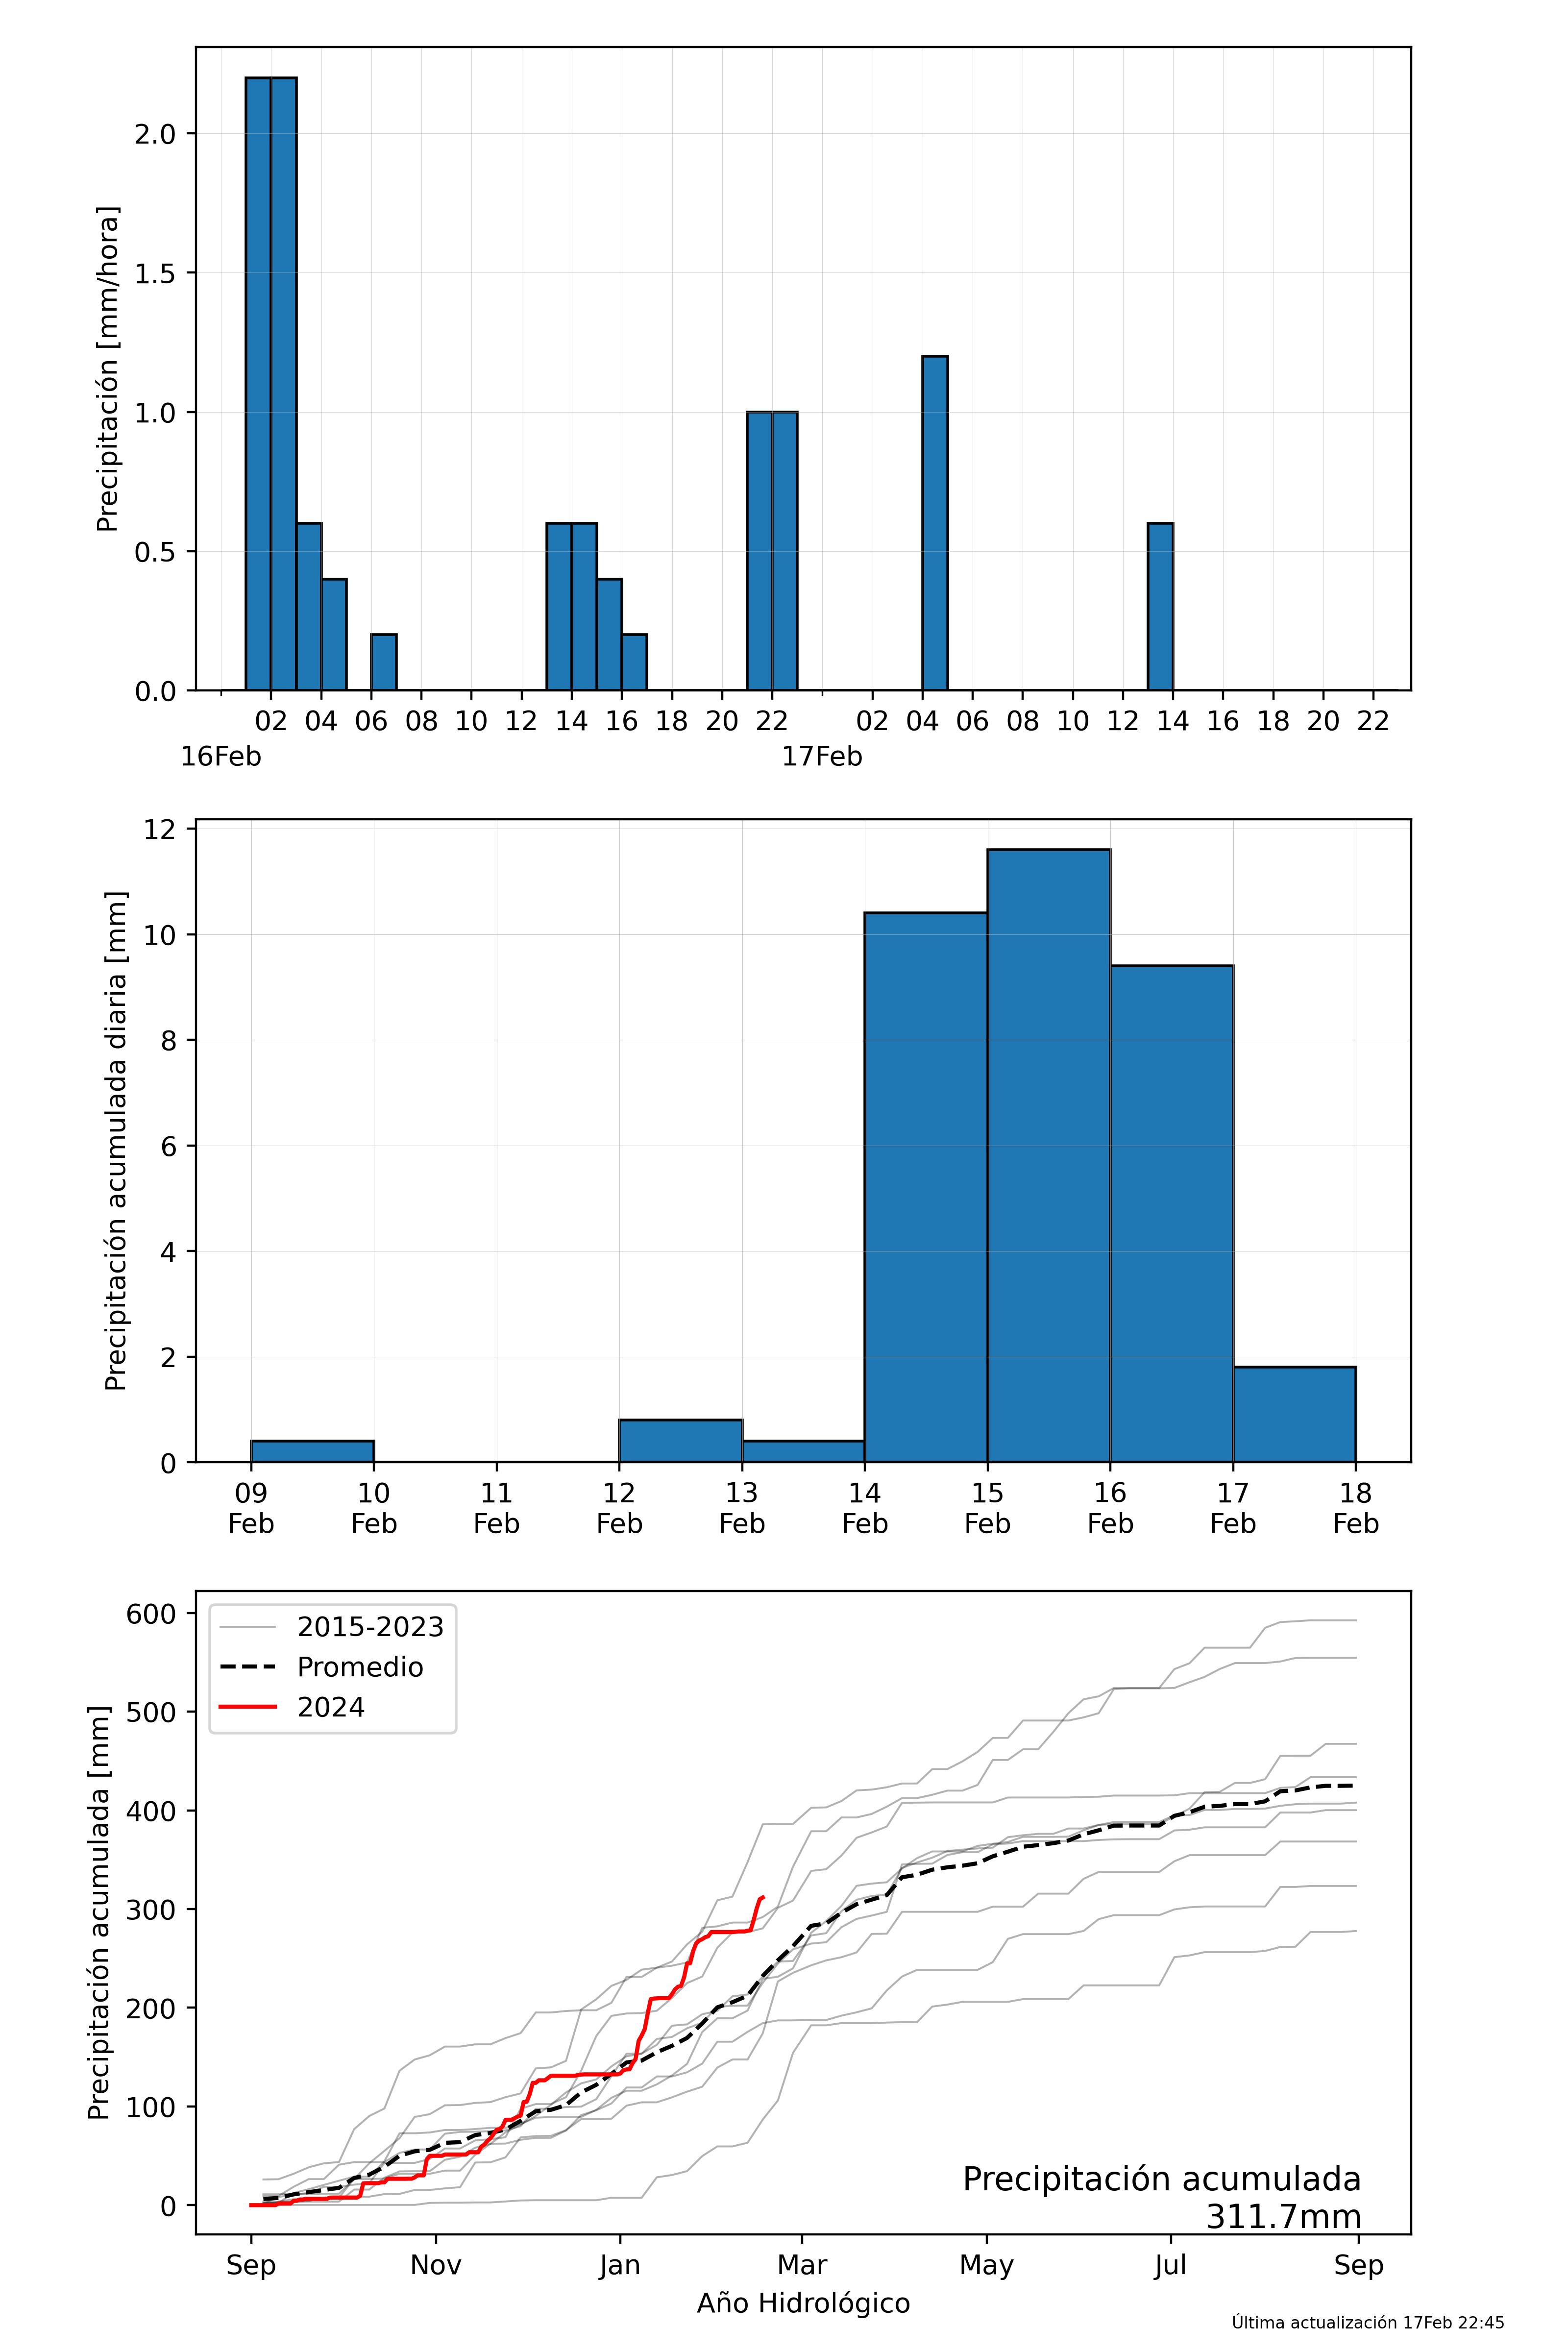 Precipitación [mm/hora]
2.0
1.5
1.0
0.5
0.0
02 04 06 08 10 12 14 16 18 20 22 02 04 06 08 10 12 14 16 18 20 22
16Feb 17Feb
Precipitación acumulada diaria [mm]
12
10
8
6
4
2
0
09 10 11 12 13 14 15 16 17 18
Feb Feb Feb Feb Feb Feb Feb Feb Feb Feb
Precipitación acumulada [mm]
600
500
400
300
200
100
0
2015-2023
Promedio
2024
Precipitación acumulada
311.7mm
Sep Nov Jan Mar May Jul Sep
Año Hidrológico
Última actualización 17Feb 22:45